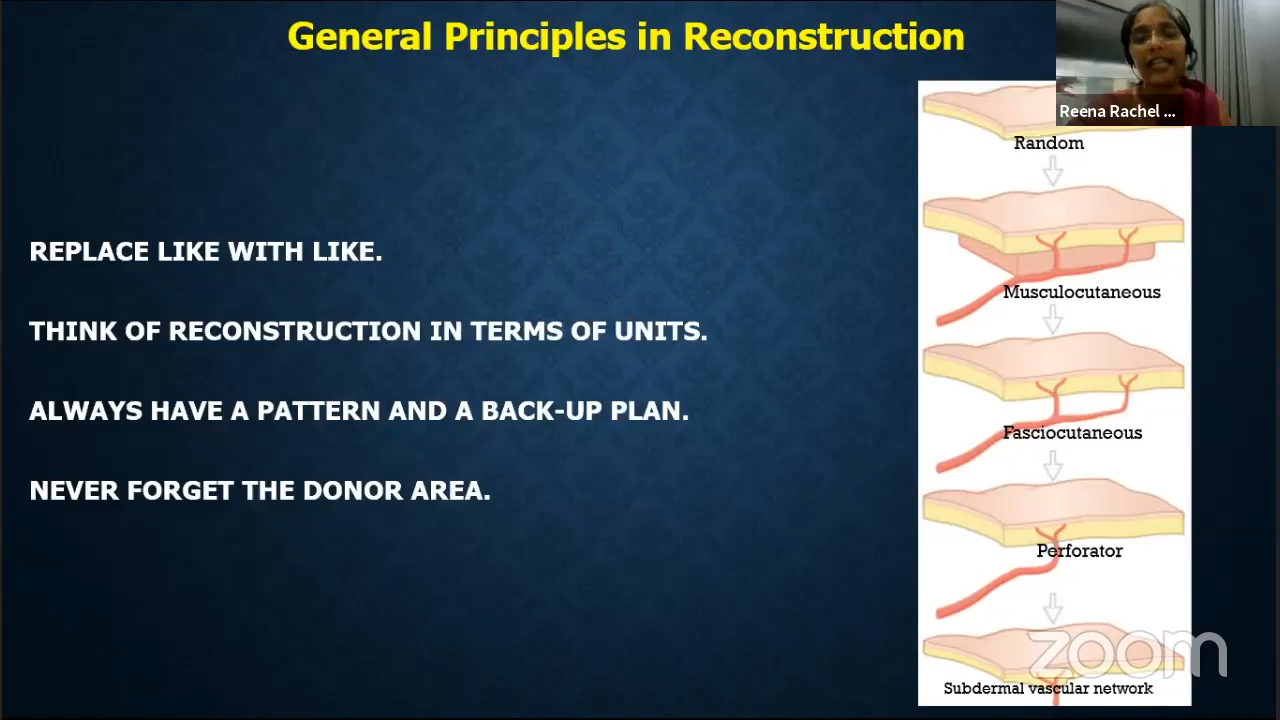 General Principles in Reconstruction
Reena Rachel ...
REPLACE LIKE WITH LIKE.
THINK OF RECONSTRUCTION IN TERMS OF UNITS.
ALWAYS HAVE A PATTERN AND A BACK-UP PLAN.
NEVER FORGET THE DONOR AREA.
Random
Musculocutaneous
Fasciocutaneous
Perforator
zoom
Subdermal vascular network